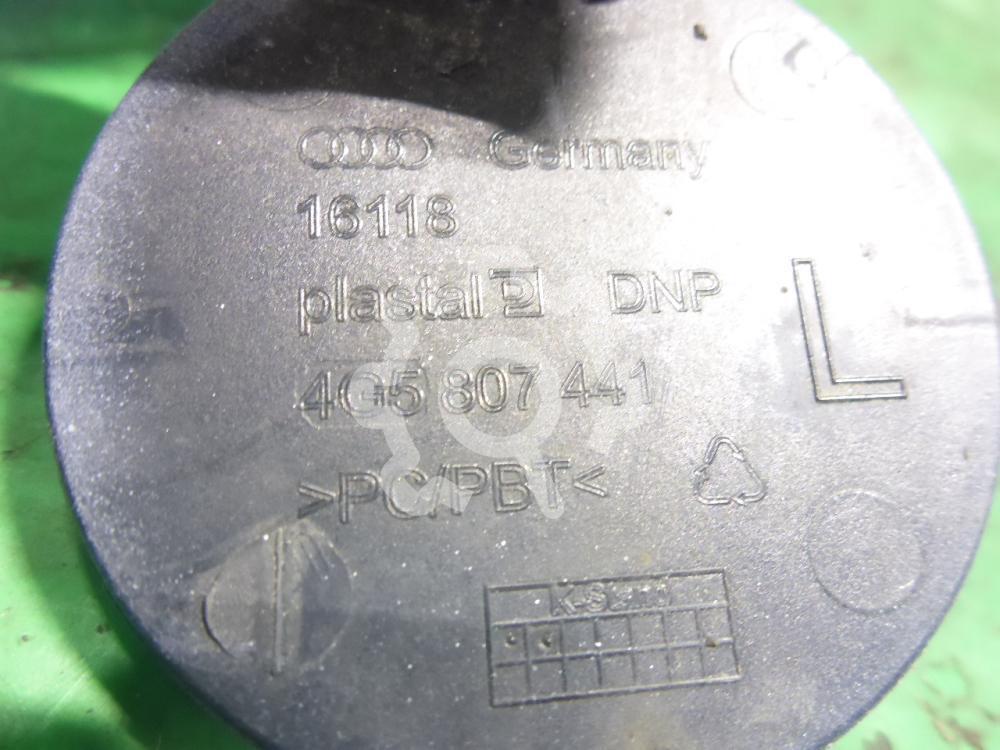 Germany
16118
plastal DNP
4G5 807 441
L
>PC/PBT<